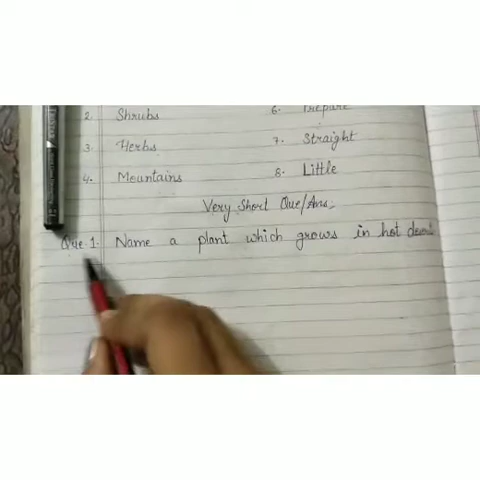 2. Shrubs 6. Prepare
3. Herbs 7. Straight
4. Mountains 8. Little
Very Short Que/Ans.
Que.1. Name a plant which grows in hot desert